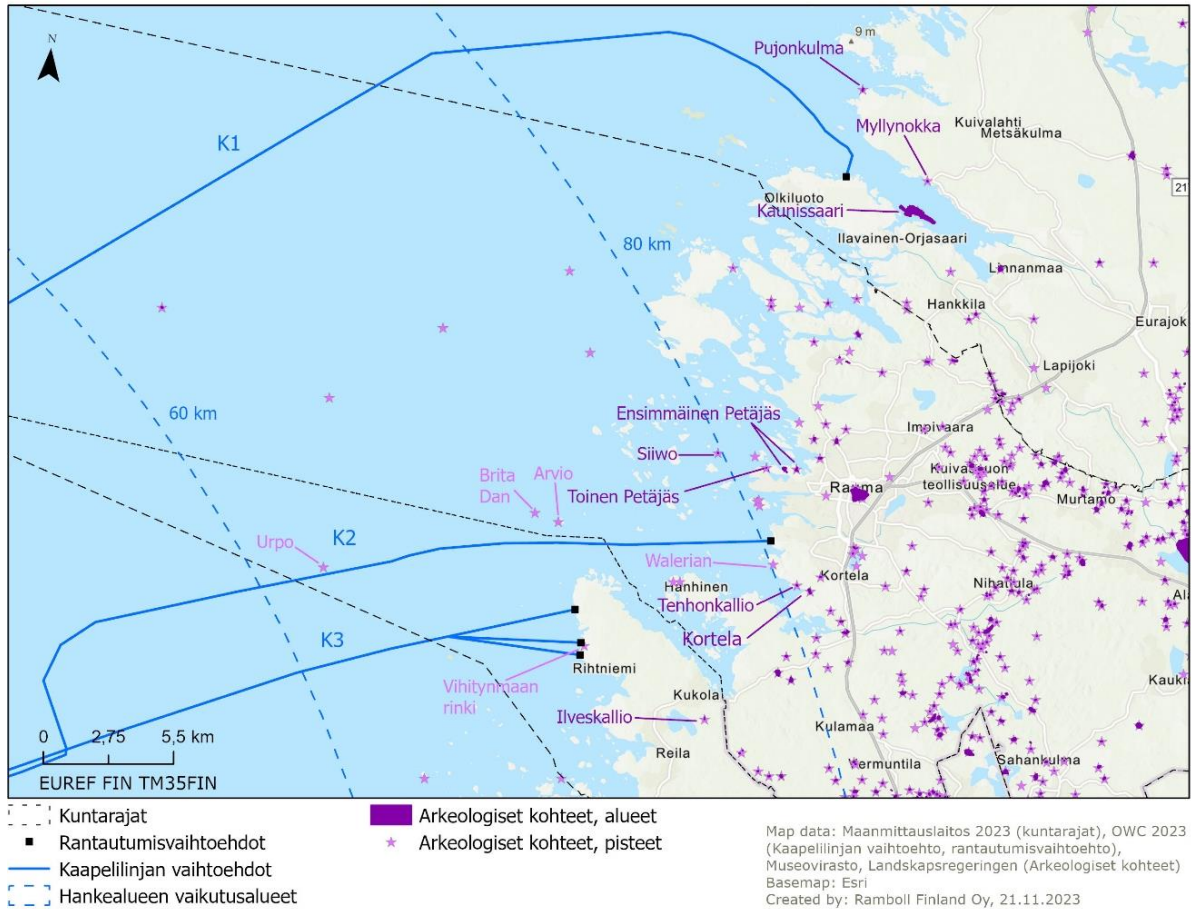 N
9 m
Pujonkulma
Kuivalahti
Metsäkulma
Myllynokka
K1
21
Olkiluoto
Kaunissaari
80 km
Ilavainen-Orjasaari
Linnanmaa
Hankkila
Eurajok
Lapijoki
60 km
Ensimmäinen Petäjäs
Impivaara
Siiwo
Brita
Dan
Arvio
Toinen Petäjäs
Rauma
teollisuusalue
Murtamo
Urpo
K2
Walerian
Hanhinen
Kortela
Tenhonkallio
Kortela
K3
Rihtniemi
Vihitynmaan
rinki
Kukola
Kauki
Ilveskallio
Kulamaa
Reila
Vermuntila
Sahankulma
0 2,75 5,5 km
EUREF FIN TM35FIN
Kuntarajat
Rantautumisvaihtoehdot
Kaapelilinjan vaihtoehdot
Hankealueen vaikutusalueet
Arkeologiset kohteet, alueet
Arkeologiset kohteet, pisteet
Map data: Maanmittauslaitos 2023 (kuntarajat), OWC 2023
(Kaapelilinjan vaihtoehto, rantautumisvaihtoehto),
Museovirasto, Landskapsregeringen (Arkeologiset kohteet)
Basemap: Esri
Created by: Ramboll Finland Oy, 21.11.2023